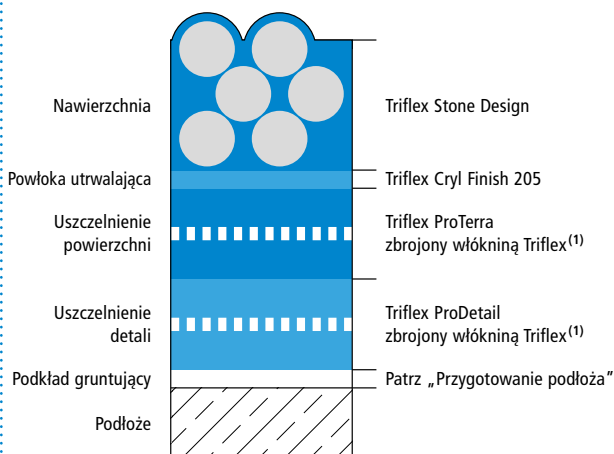 Nawierzchnia
Triflex Stone Design
Powłoka utrwalająca
Triflex Cryl Finish 205
Uszczelnienie
powierzchni
Triflex ProTerra
zbrojony włókniną Triflex(1)
Uszczelnienie
detali
Triflex ProDetail
zbrojony włókniną Triflex(1)
Podkład gruntujący
Patrz „Przygotowanie podłoża”
Podłoże